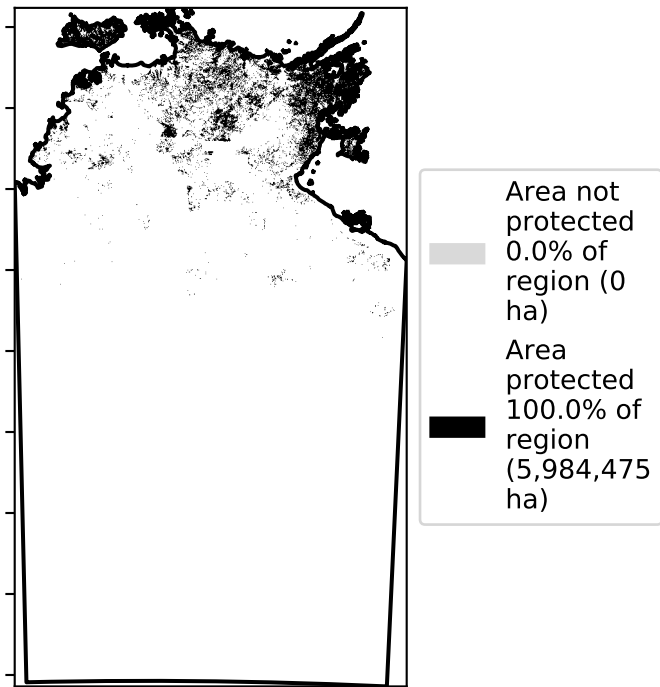 Area not
protected
0.0% of
region (0
ha)
Area
protected
100.0% of
region
(5,984,475
ha)